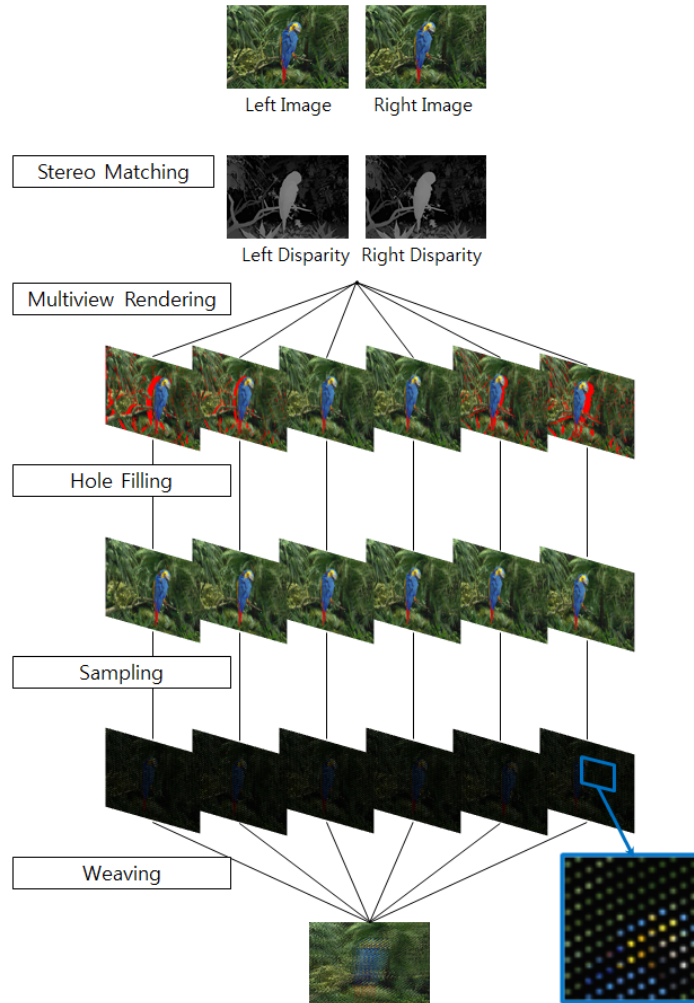 Left Image
Right Image
Stereo Matching
Left Disparity
Right Disparity
Multiview Rendering
Hole Filling
Sampling
Weaving